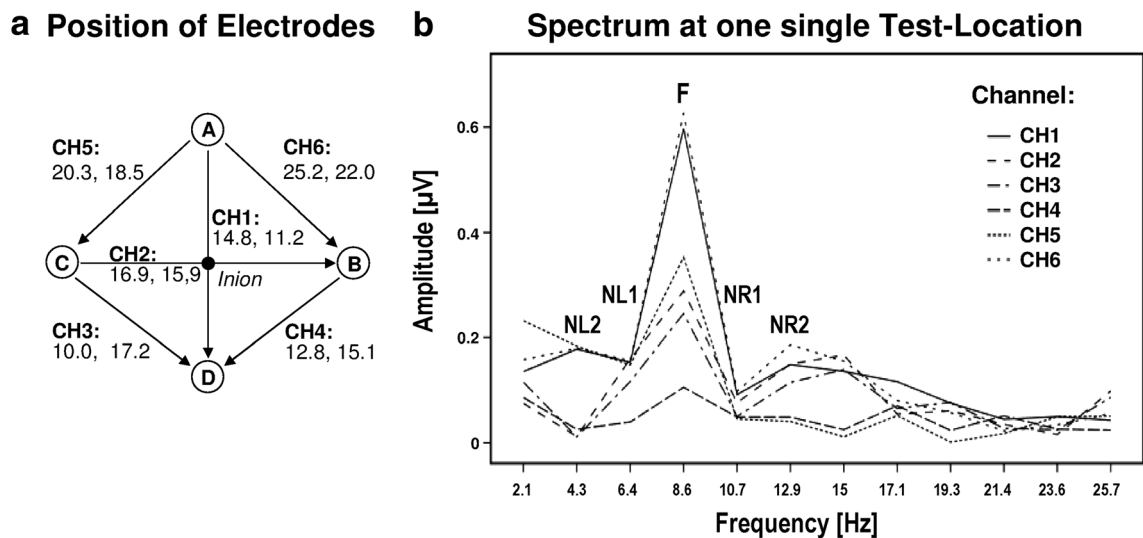 a Position of Electrodes
A
CH5:
20.3, 18.5
CH6:
25.2, 22.0
CH1:
14.8, 11.2
C
CH2:
16.9, 15,9
Inion
B
CH3:
10.0, 17.2
CH4:
12.8, 15.1
D
b Spectrum at one single Test-Location
Amplitude [µV]
0.6
0.4
0.2
0
F
NL1
NL2
NR1
NR2
Channel:
CH1
CH2
CH3
CH4
CH5
CH6
2.1 4.3 6.4 8.6 10.7 12.9 15 17.1 19.3 21.4 23.6 25.7
Frequency [Hz]